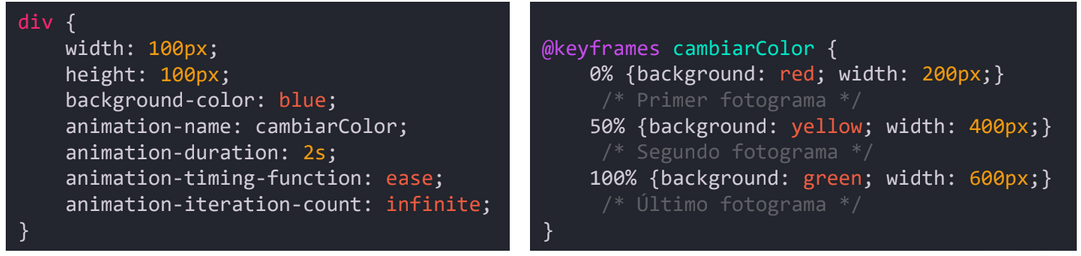 div {
    width: 100px;
    height: 100px;
    background-color: blue;
    animation-name: cambiarColor;
    animation-duration: 2s;
    animation-timing-function: ease;
    animation-iteration-count: infinite;
}
@keyframes cambiarColor {
    0% {background: red; width: 200px;}
     /* Primer fotograma */
    50% {background: yellow; width: 400px;}
     /* Segundo fotograma */
    100% {background: green; width: 600px;}
     /* Último fotograma */
}